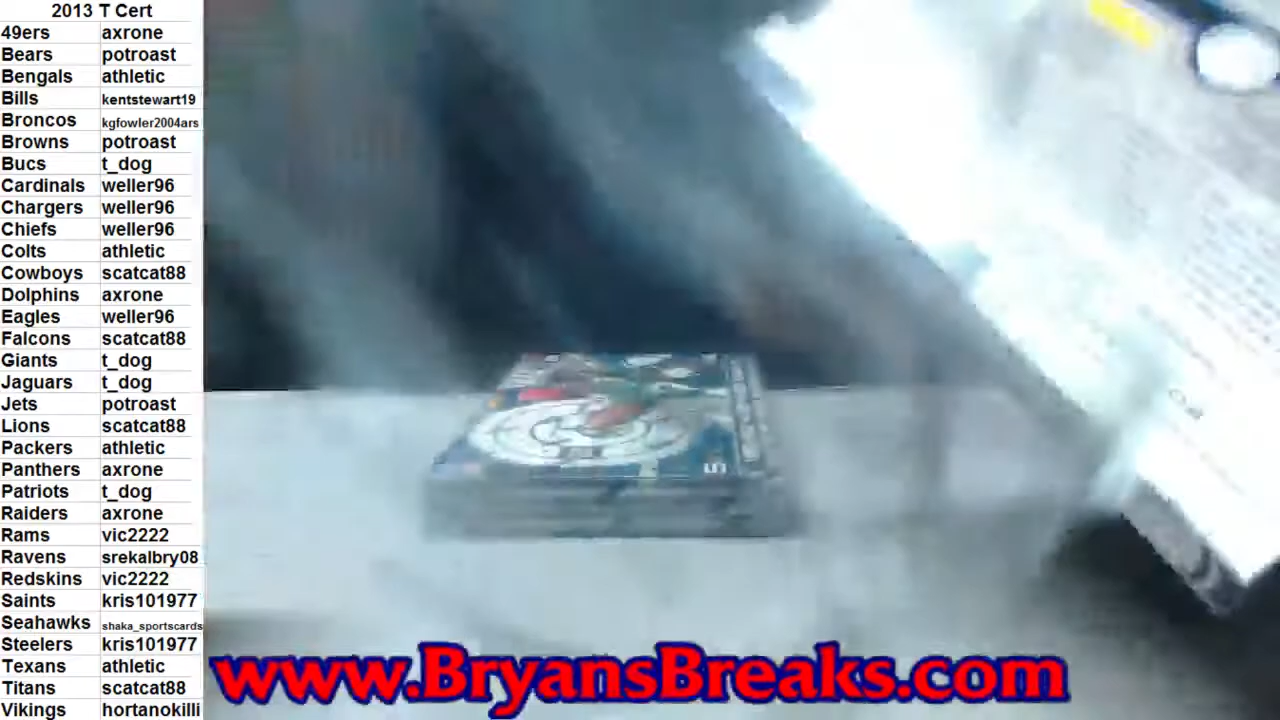 2013 T Cert
49ers axrone
Bears potroast
Bengals athletic
Bills kentstewart19
Broncos kgfowler2004ars
Browns potroast
Bucs t_dog
Cardinals weller96
Chargers weller96
Chiefs weller96
Colts athletic
Cowboys scatcat88
Dolphins axrone
Eagles weller96
Falcons scatcat88
Giants t_dog
Jaguars t_dog
Jets potroast
Lions scatcat88
Packers athletic
Panthers axrone
Patriots t_dog
Raiders axrone
Rams vic2222
Ravens srekalbry08
Redskins vic2222
Saints kris101977
Seahawks shaka_sportscards
Steelers kris101977
Texans athletic
Titans scatcat88
Vikings hortanokilli
www.BryansBreaks.com